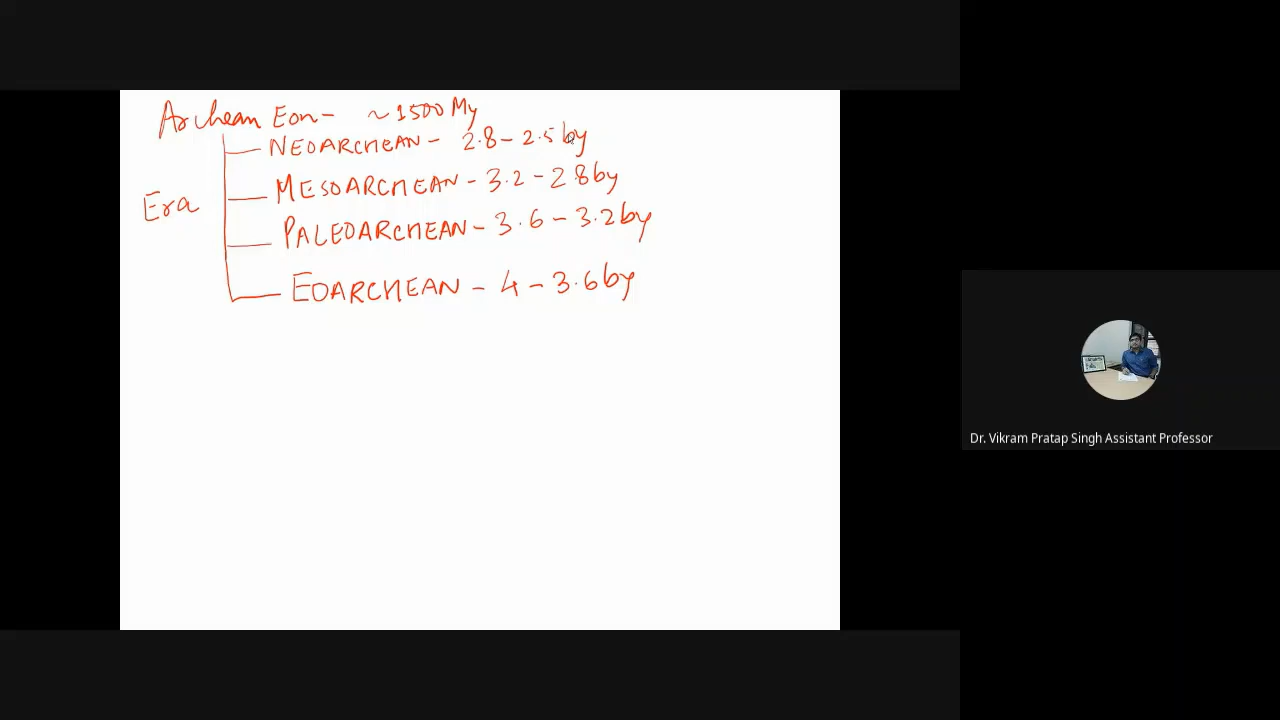 Archean Eon- ~1500 My
NEOARCHEAN - 2.8 - 2.5 by
MESOARCHEAN - 3.2 - 2.8 by
Era
PALEOARCHEAN - 3.6 - 3.2 by
EOARCHEAN - 4 - 3.6 by
Dr. Vikram Pratap Singh Assistant Professor